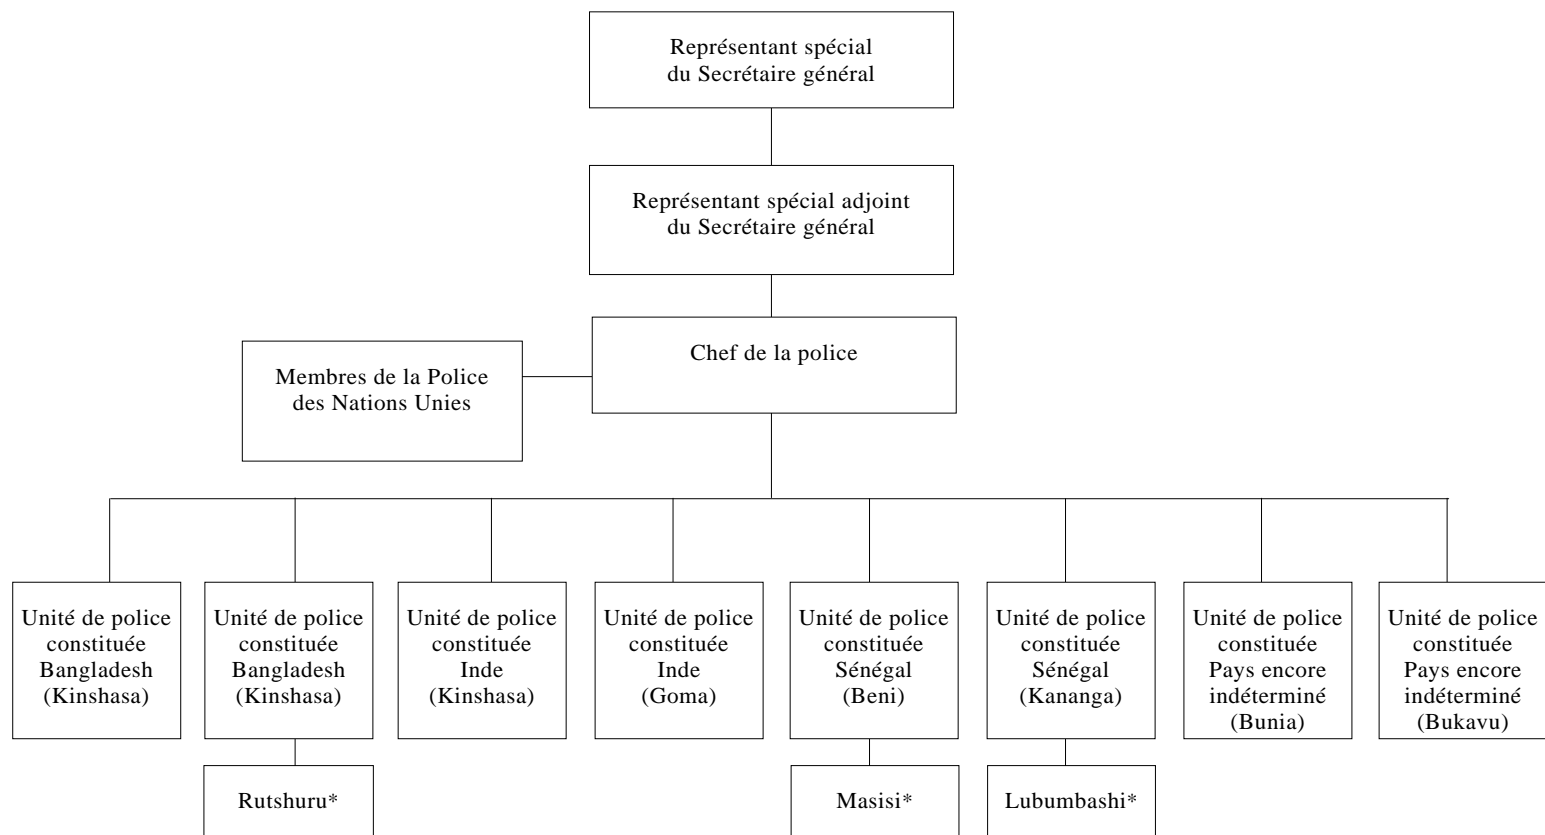 Représentant spécial
du Secrétaire général
Représentant spécial adjoint
du Secrétaire général
Chef de la police
Membres de la Police
des Nations Unies
Unité de police
constituée
Bangladesh
(Kinshasa)
Unité de police
constituée
Bangladesh
(Kinshasa)
Unité de police
constituée
Inde
(Kinshasa)
Unité de police
constituée
Inde
(Goma)
Unité de police
constituée
Sénégal
(Beni)
Unité de police
constituée
Sénégal
(Kananga)
Unité de police
constituée
Pays encore
indéterminé
(Bunia)
Unité de police
constituée
Pays encore
indéterminé
(Bukavu)
Rutshuru*
Masisi*
Lubumbashi*